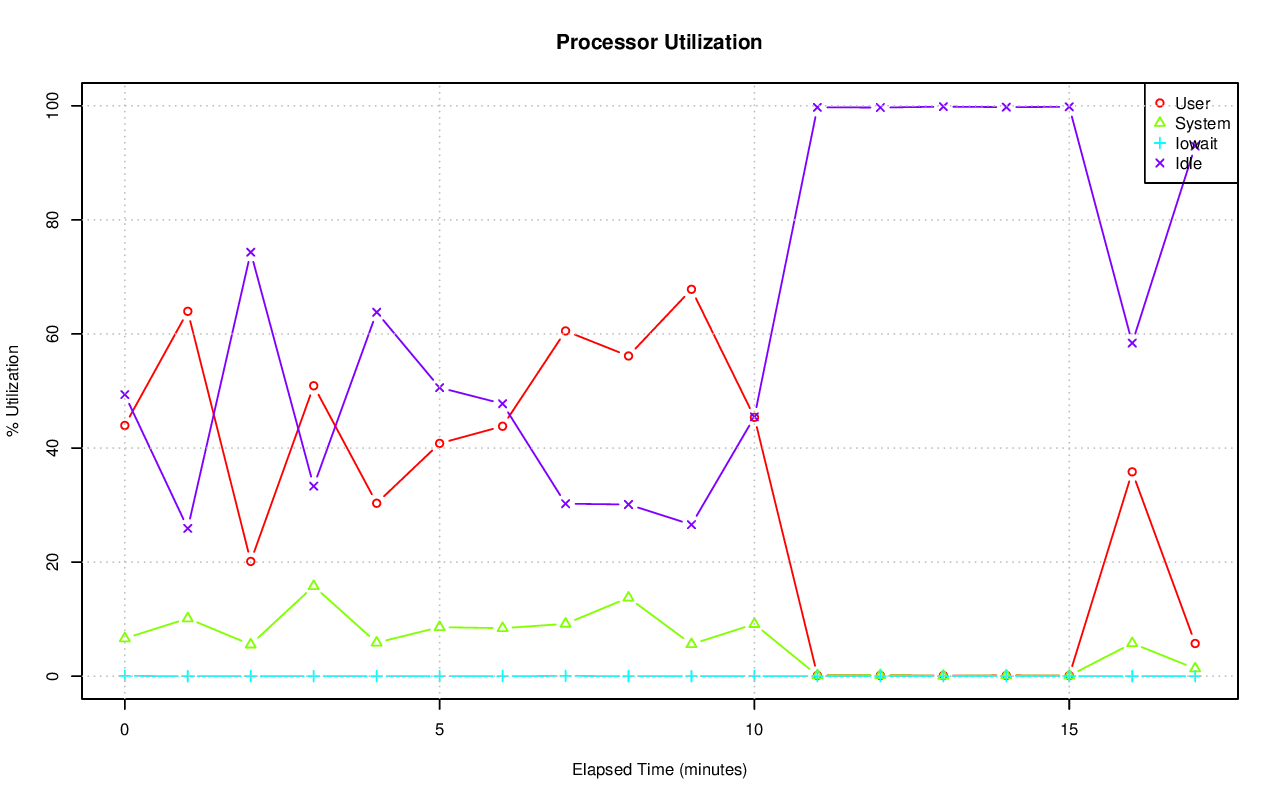 Processor Utilization
100
80
60
40
20
0
% Utilization
User
System
Iowait
Idle
0 5 10 15
Elapsed Time (minutes)